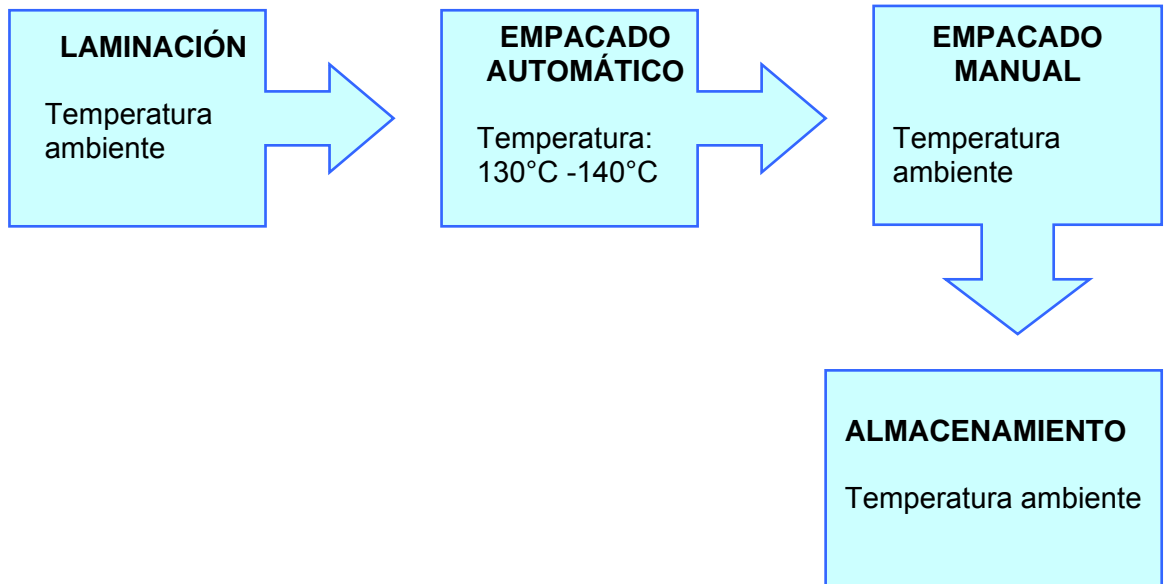 LAMINACIÓN
Temperatura
ambiente
EMPACADO
AUTOMÁTICO
Temperatura:
130°C -140°C
EMPACADO
MANUAL
Temperatura
ambiente
ALMACENAMIENTO
Temperatura ambiente